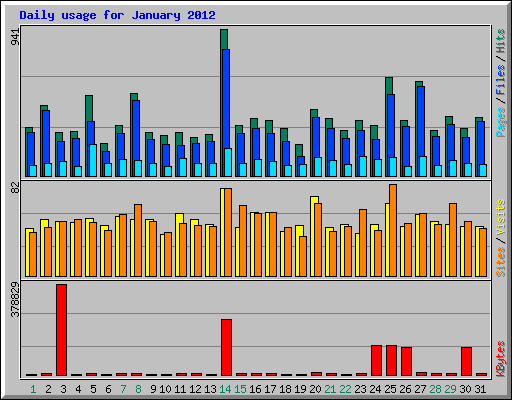 Daily usage for January 2012
941
Pages / Files / Hits
82
Sites / Visits
378829
KBytes
1 2 3 4 5 6 7 8 9 10 11 12 13 14 15 16 17 18 19 20 21 22 23 24 25 26 27 28 29 30 31